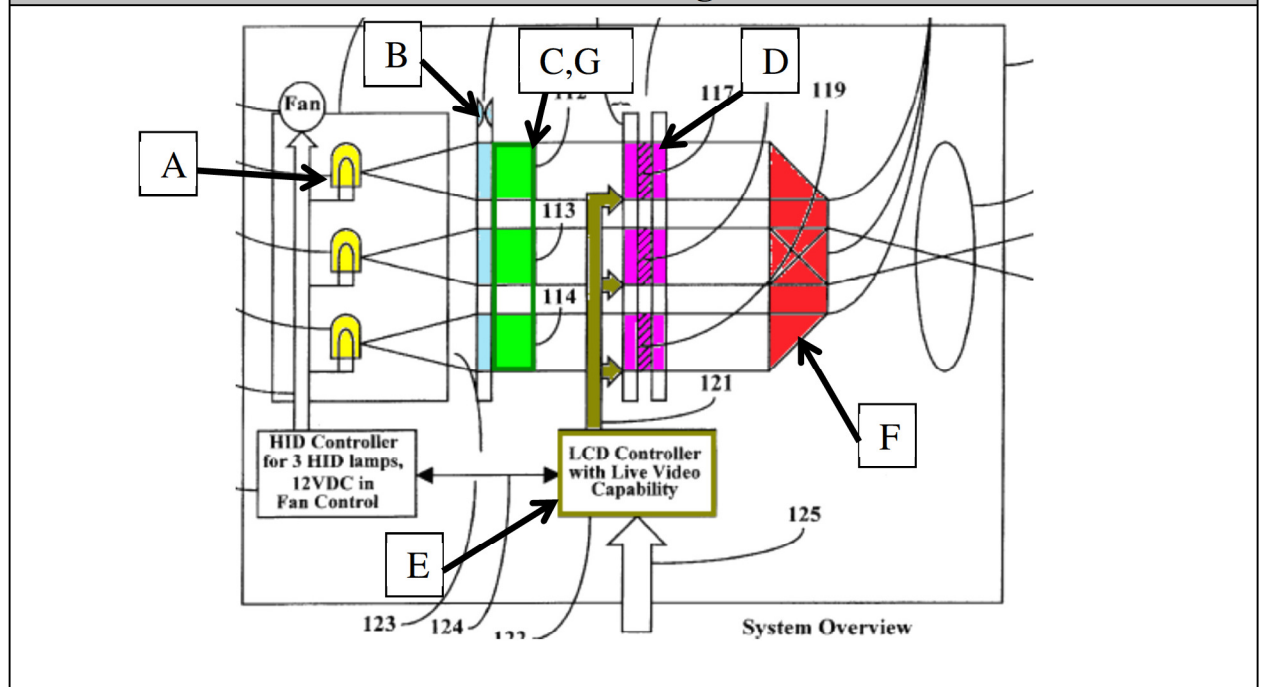 B
C,G
D
117
119
Fan
112
A
113
114
121
F
HID Controller
for 3 HID lamps,
12VDC in
Fan Control
LCD Controller
with Live Video
Capability
125
E
123
124
122
System Overview